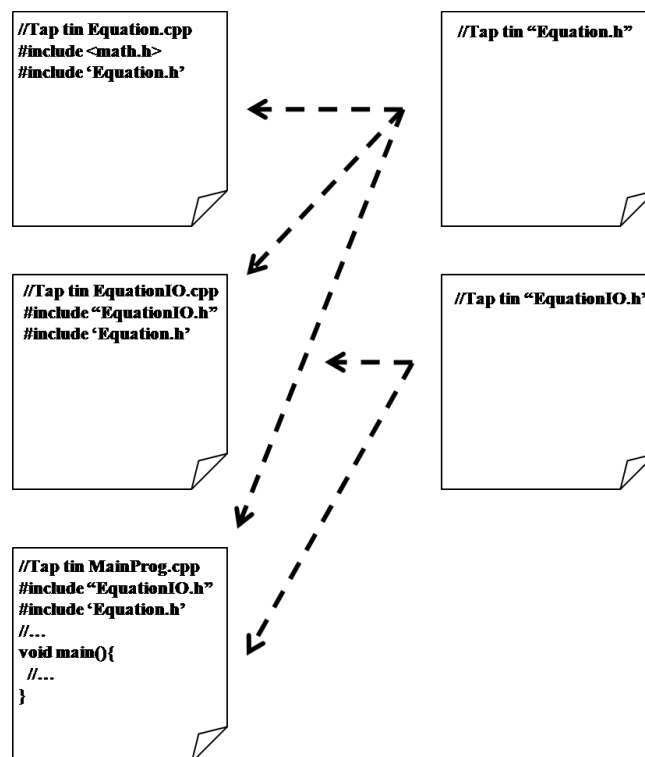 //Tap tin Equation.cpp
#include <math.h>
#include ‘Equation.h’
//Tap tin “Equation.h”
//Tap tin EquationIO.cpp
#include “EquationIO.h”
#include ‘Equation.h’
//Tap tin “EquationIO.h”
//Tap tin MainProg.cpp
#include “EquationIO.h”
#include ‘Equation.h’
//…
void main(){
//…
}